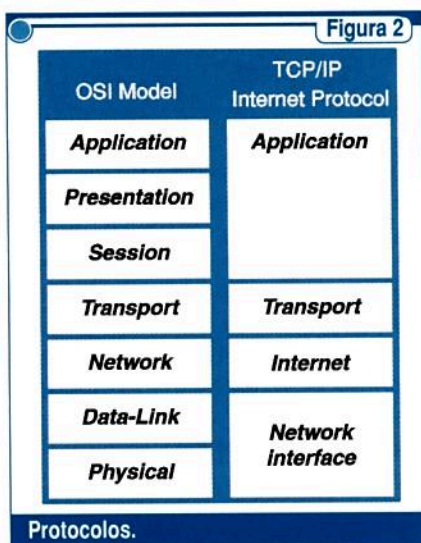 Figura 2
OSI Model
TCP/IP
Internet Protocol
Application
Presentation
Session
Transport
Network
Data-Link
Physical
Application
Transport
Internet
Network
interface
Protocolos.